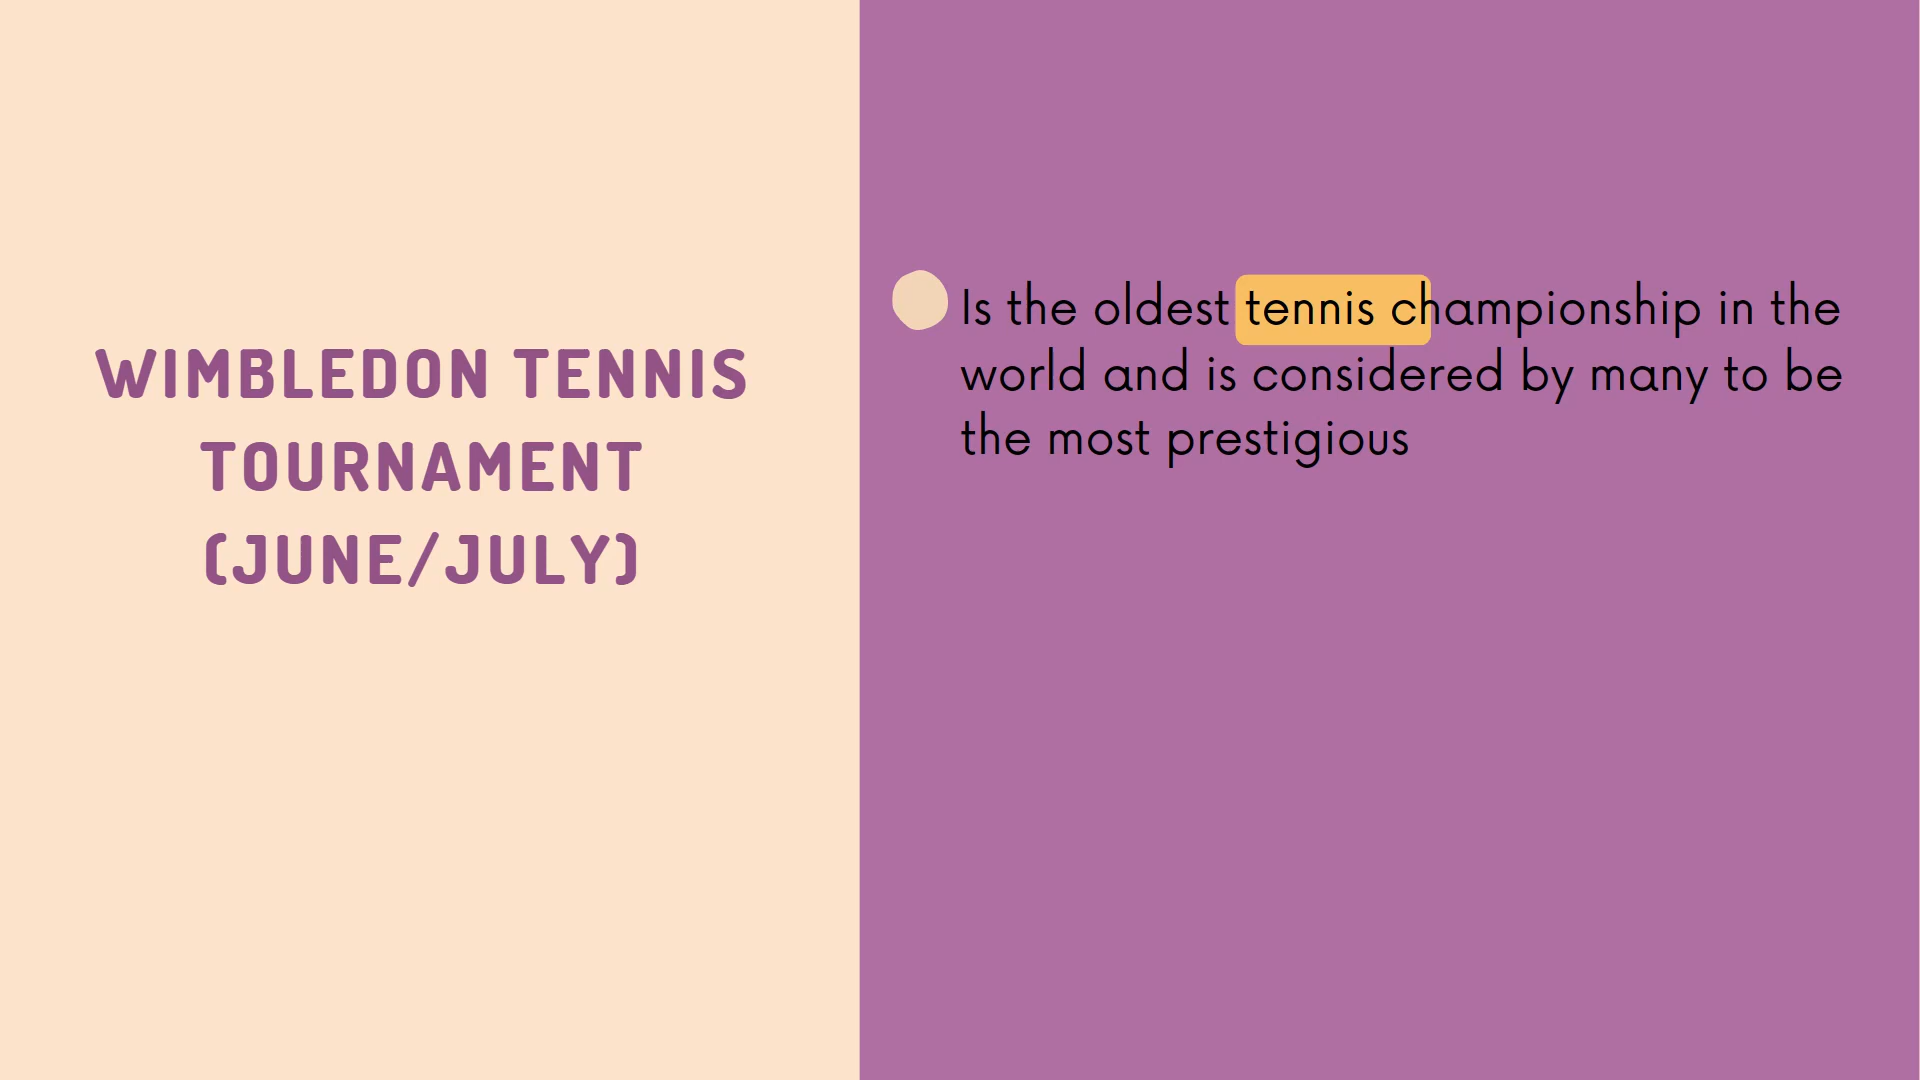 WIMBLEDON TENNIS
TOURNAMENT
(JUNE/JULY)
Is the oldest tennis championship in the
world and is considered by many to be
the most prestigious